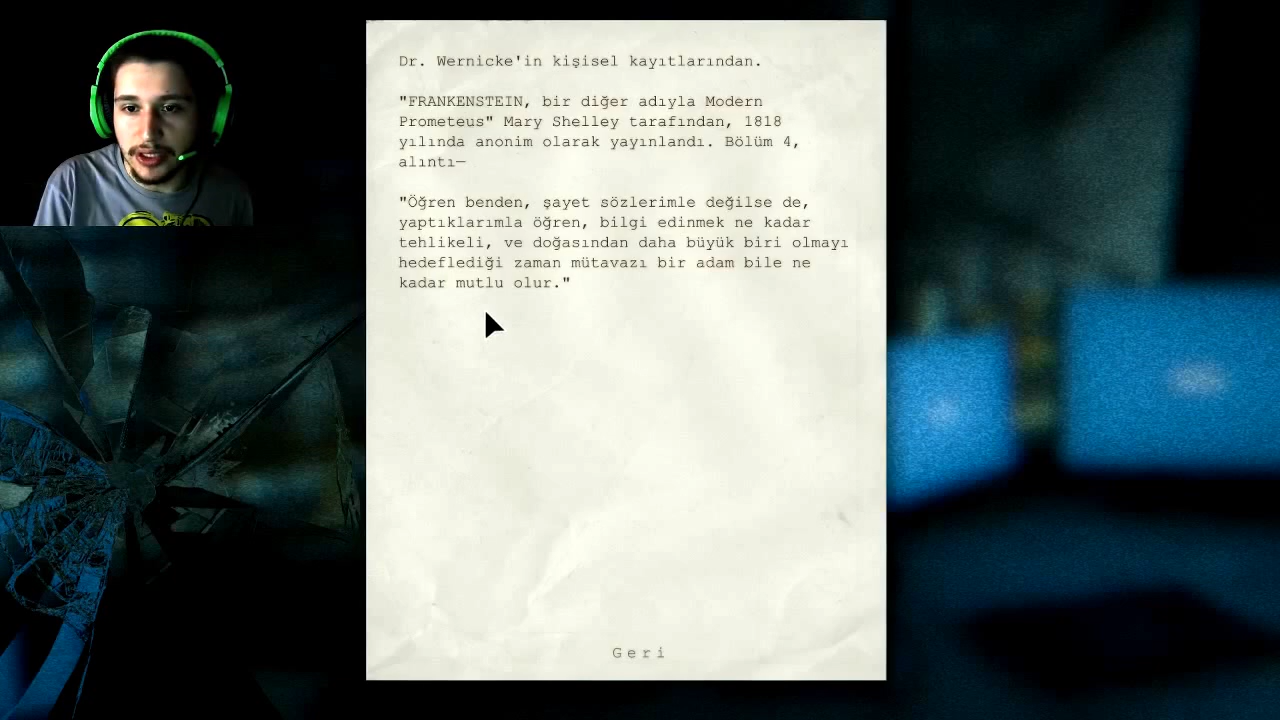 Dr. Wernicke'in kişisel kayıtlarından.
"FRANKENSTEIN, bir diğer adıyla Modern
Prometeus" Mary Shelley tarafından, 1818
yılında anonim olarak yayınlandı. Bölüm 4,
alıntı—
"Öğren benden, şayet sözlerimle değilse de,
yaptıklarımla öğren, bilgi edinmek ne kadar
tehlikeli, ve doğasından daha büyük biri olmayı
hedeflediği zaman mütavazı bir adam bile ne
kadar mutlu olur."
Geri